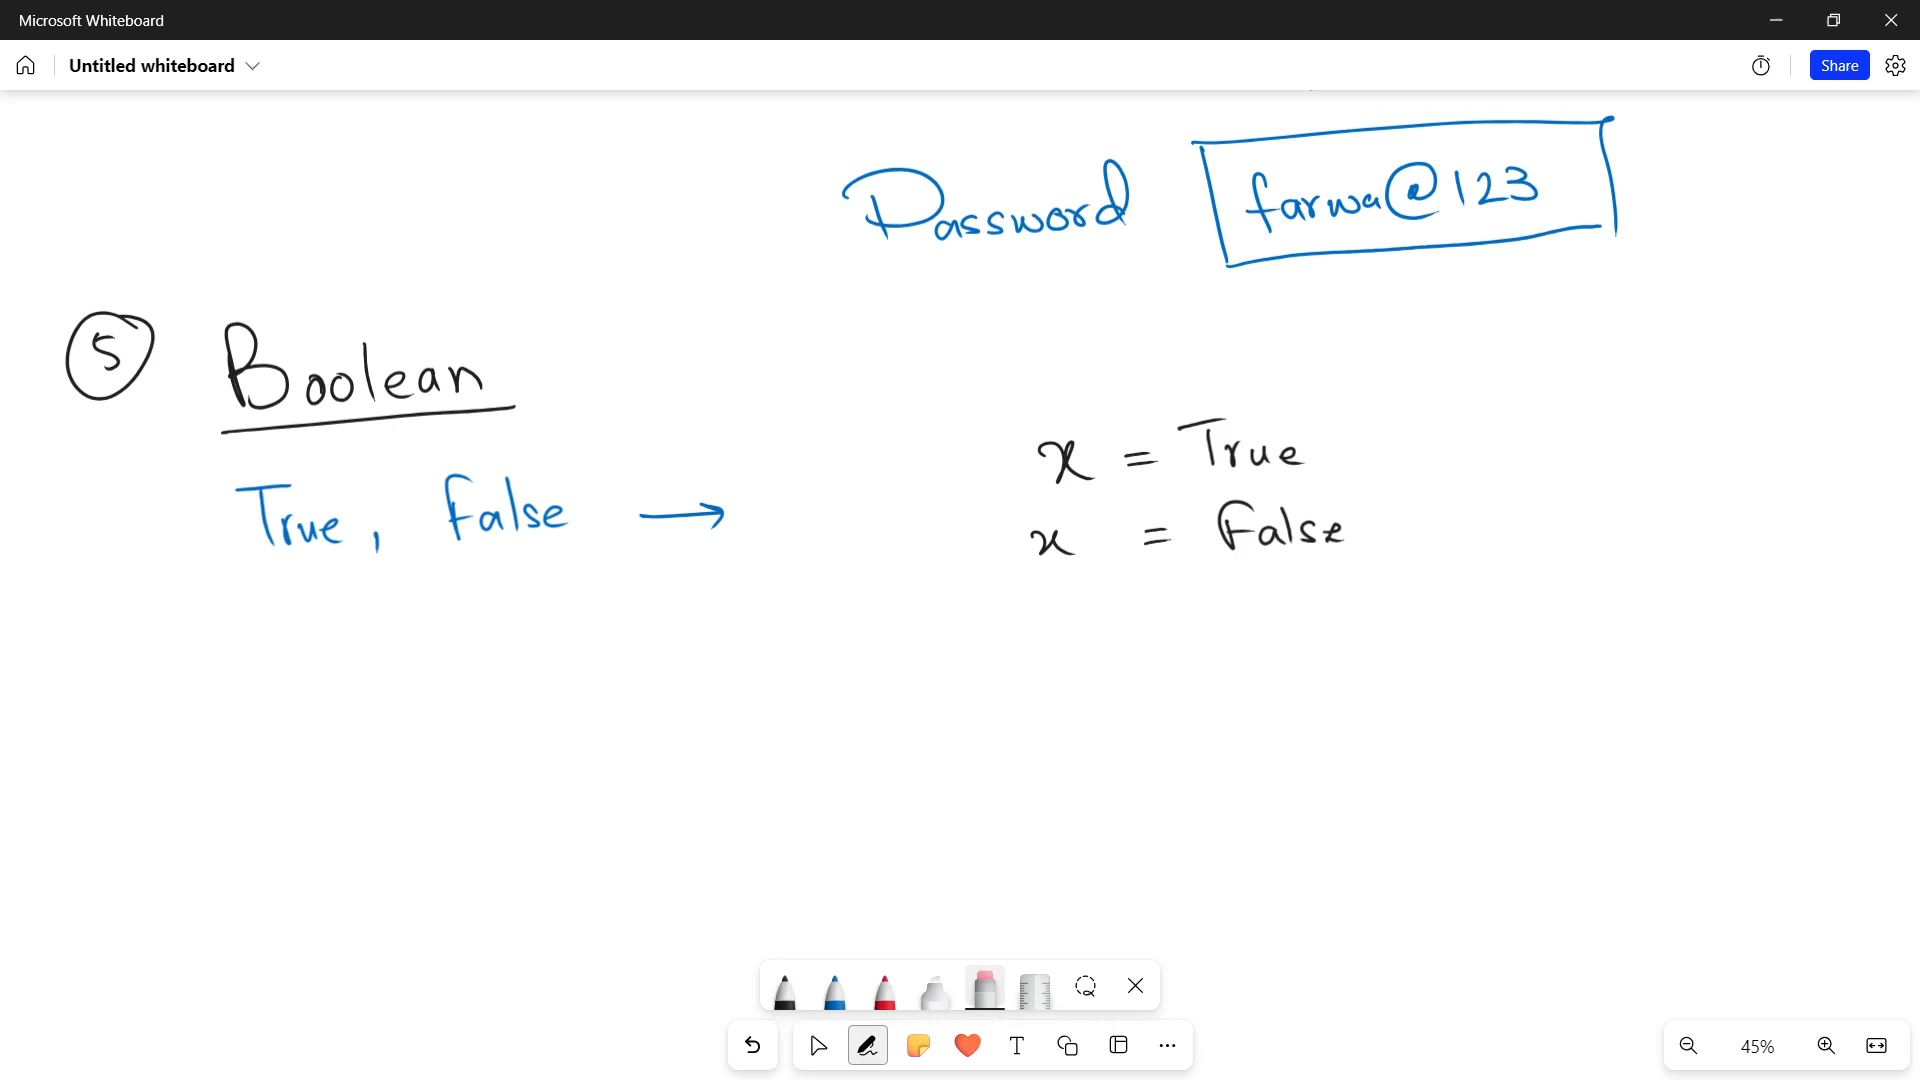 Microsoft Whiteboard
Untitled whiteboard
Share
Password farwa@123
5 Boolean
True, False →
x = True
x = False
45%